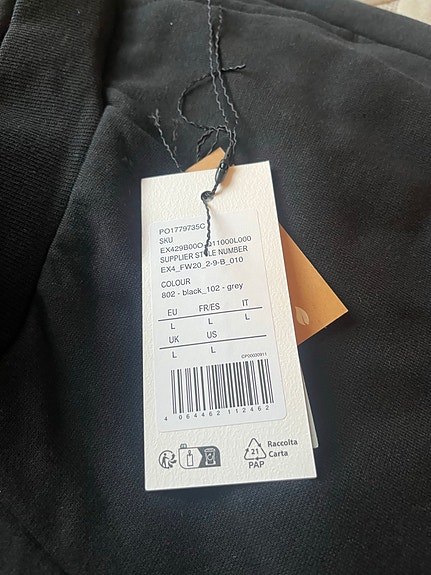 PO1779735C
SKU
SUPPLIER STYLE NUMBER
EX4_FW20_2-9-B_010
COLOUR
802 - black_102 - grey
EU FR/ES IT
L L L
UK US
L L
OP00030911
4 064462 112462
21
PAP
Raccolta
Carta